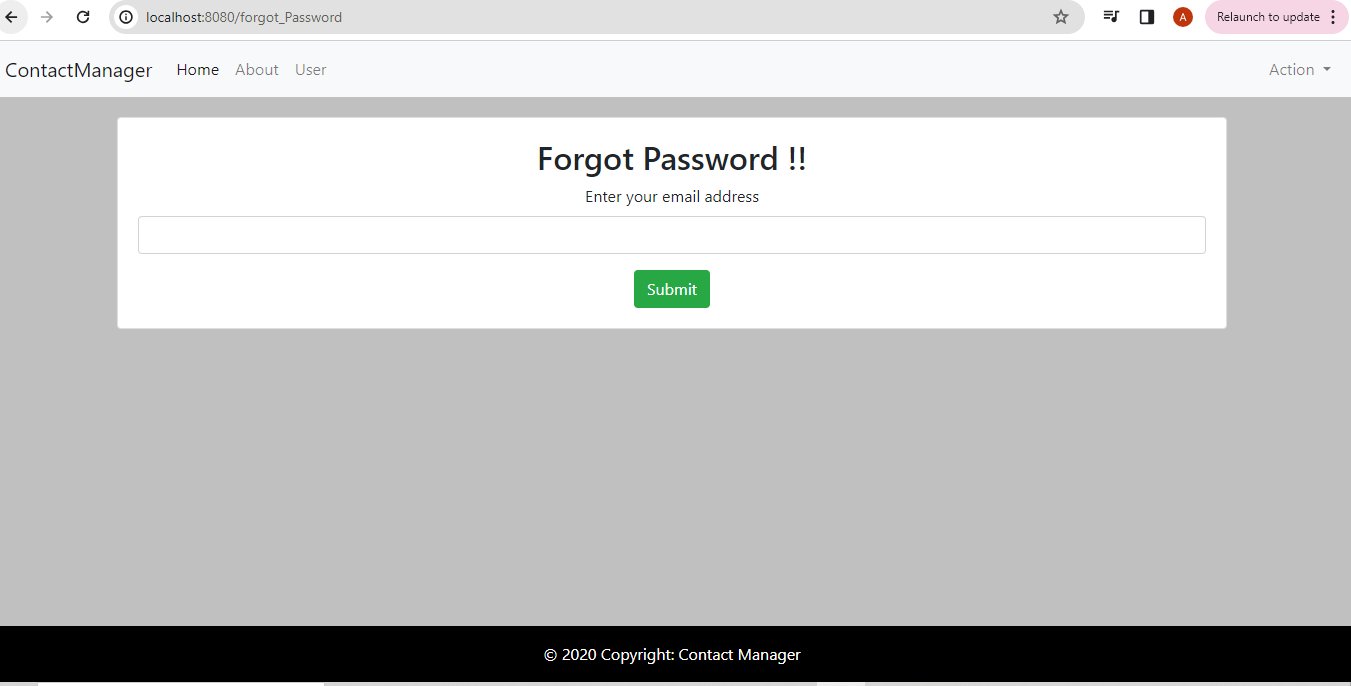 localhost:8080/forgot_Password
A
Relaunch to update
ContactManager Home About User Action
Forgot Password !!
Enter your email address
Submit
© 2020 Copyright: Contact Manager